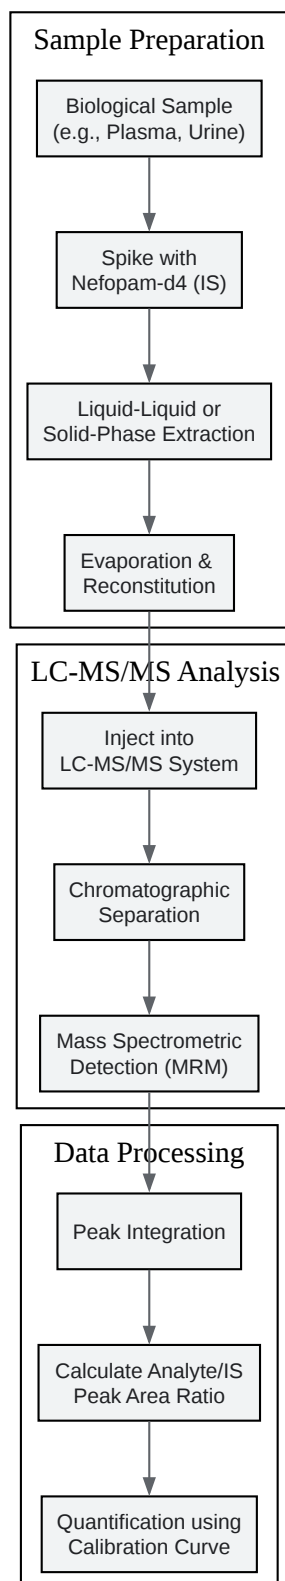 Sample Preparation
Biological Sample
(e.g., Plasma, Urine)
Spike with
Nefopam-d4 (IS)
Liquid-Liquid or
Solid-Phase Extraction
Evaporation &
Reconstitution
LC-MS/MS Analysis
Inject into
LC-MS/MS System
Chromatographic
Separation
Mass Spectrometric
Detection (MRM)
Data Processing
Peak Integration
Calculate Analyte/IS
Peak Area Ratio
Quantification using
Calibration Curve